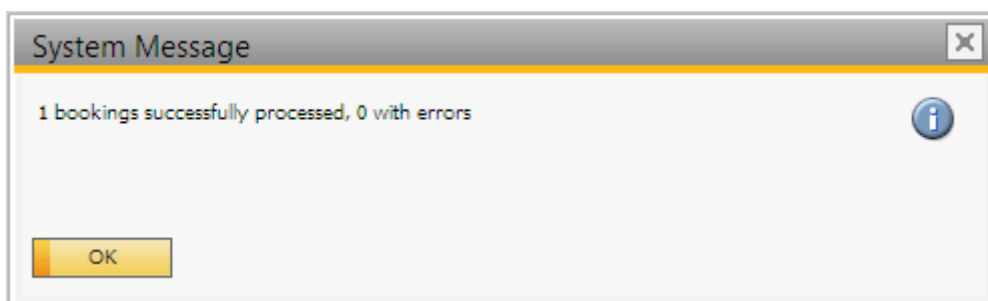 System Message
1 bookings successfully processed, 0 with errors
OK